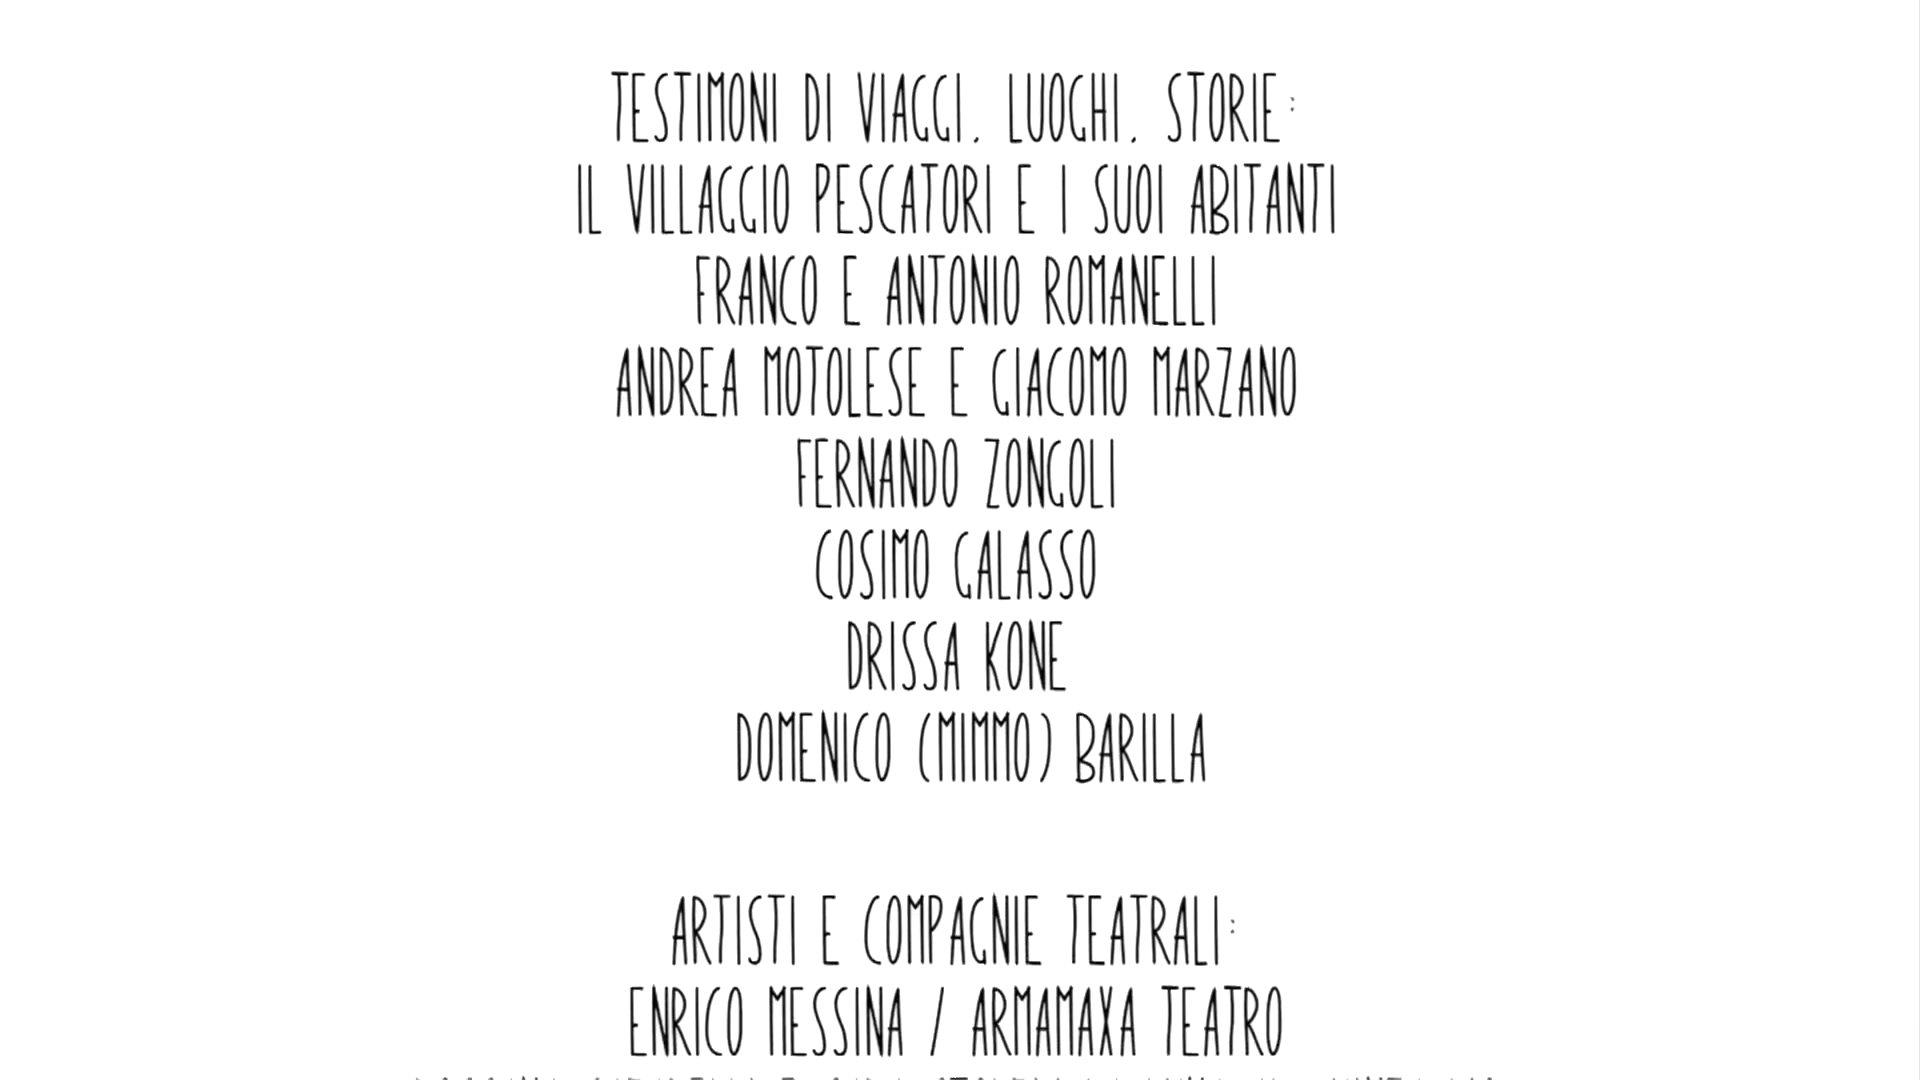 TESTIMONI DI VIAGGI, LUOGHI, STORIE:
IL VILLAGGIO PESCATORI E I SUOI ABITANTI
FRANCO E ANTONIO ROMANELLI
ANDREA MOTOLESE E GIACOMO MARZANO
FERNANDO ZONGOLI
COSIMO GALASSO
DRISSA KONE
DOMENICO (MIMMO) BARILLA
ARTISTI E COMPAGNIE TEATRALI:
ENRICO MESSINA / ARMAMAXA TEATRO